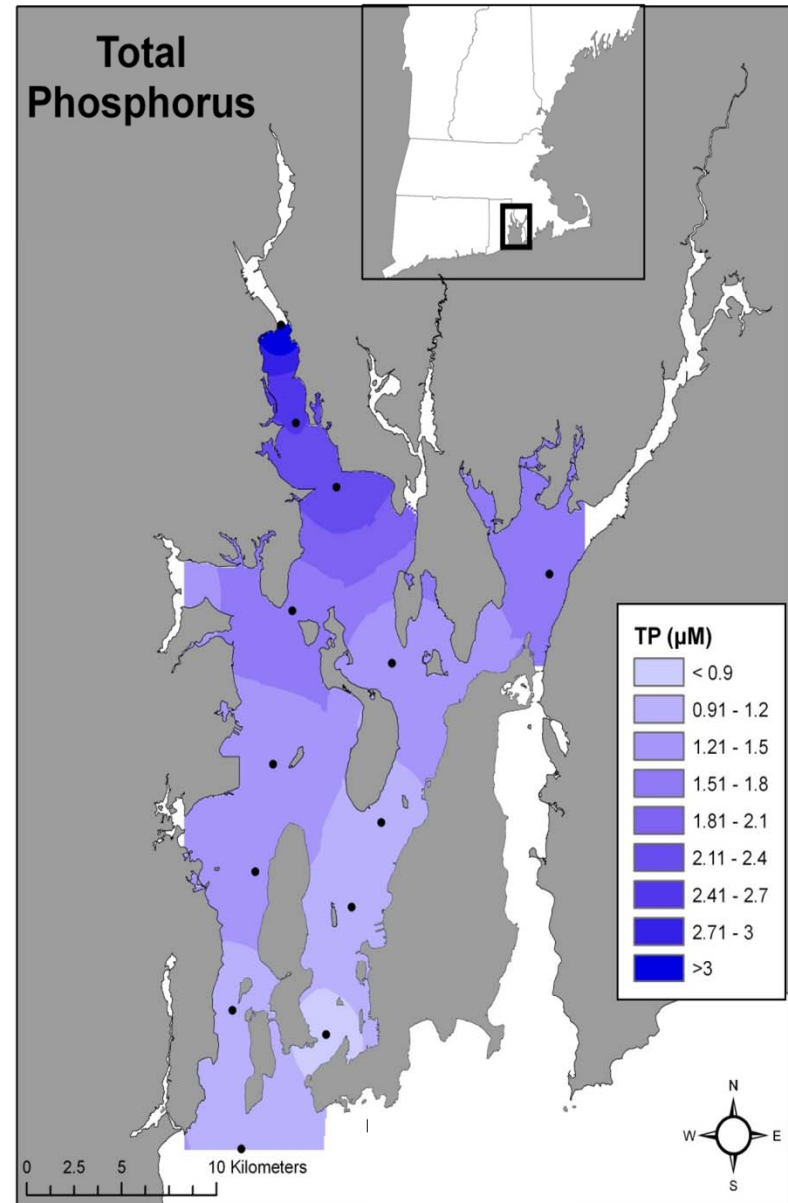 Total
Phosphorus
TP (µM)
< 0.9
0.91 - 1.2
1.21 - 1.5
1.51 - 1.8
1.81 - 2.1
2.11 - 2.4
2.41 - 2.7
2.71 - 3
>3
N
W E
S
0 2.5 5 10 Kilometers